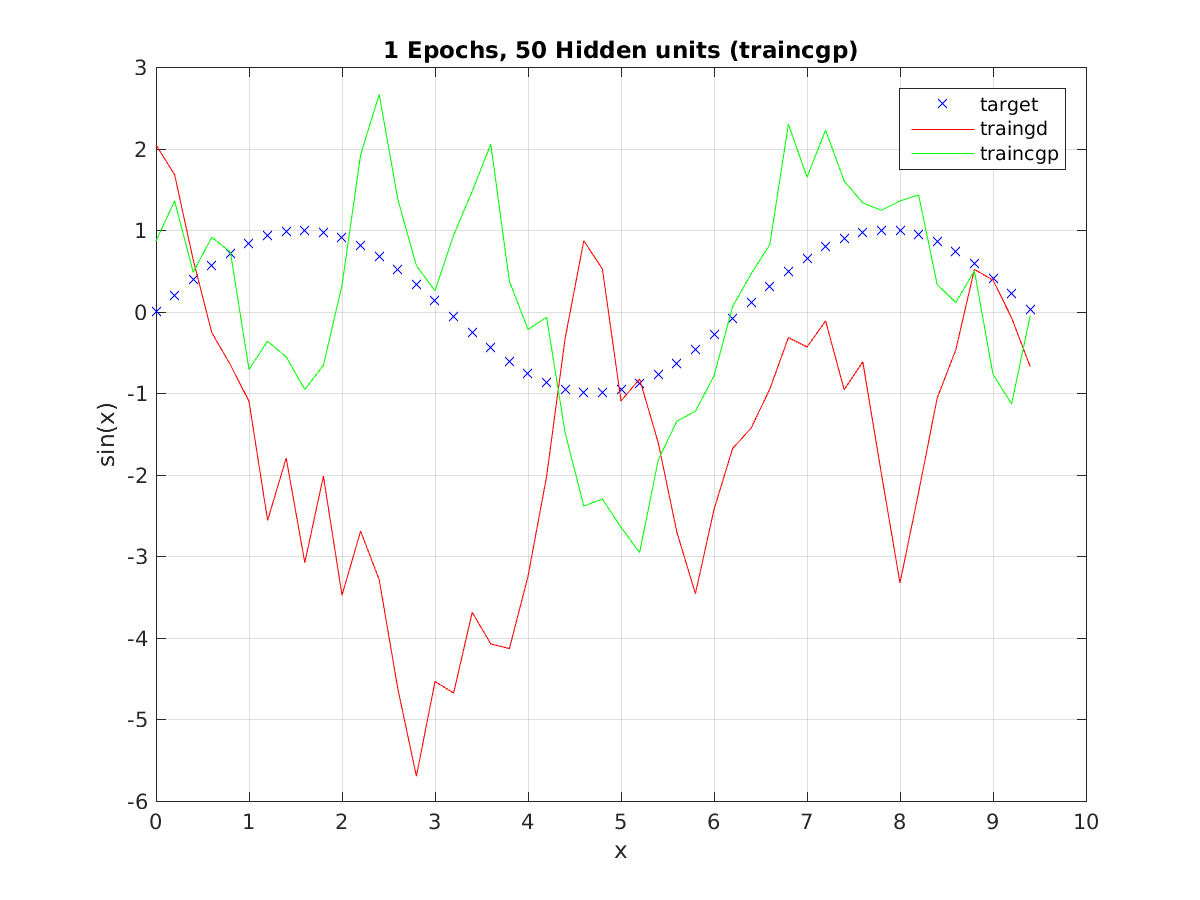 1 Epochs, 50 Hidden units (traincgp)
target
traingd
traincgp
3
2
1
0
-1
-2
-3
-4
-5
-6
sin(x)
0 1 2 3 4 5 6 7 8 9 10
x